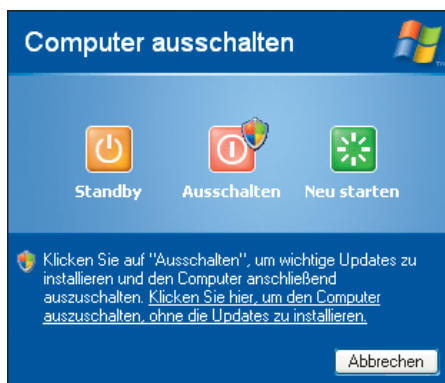 Computer ausschalten
TM
Standby
Ausschalten
Neu starten
Klicken Sie auf "Ausschalten", um wichtige Updates zu
installieren und den Computer anschließend
auszuschalten. Klicken Sie hier, um den Computer
auszuschalten, ohne die Updates zu installieren.
Abbrechen